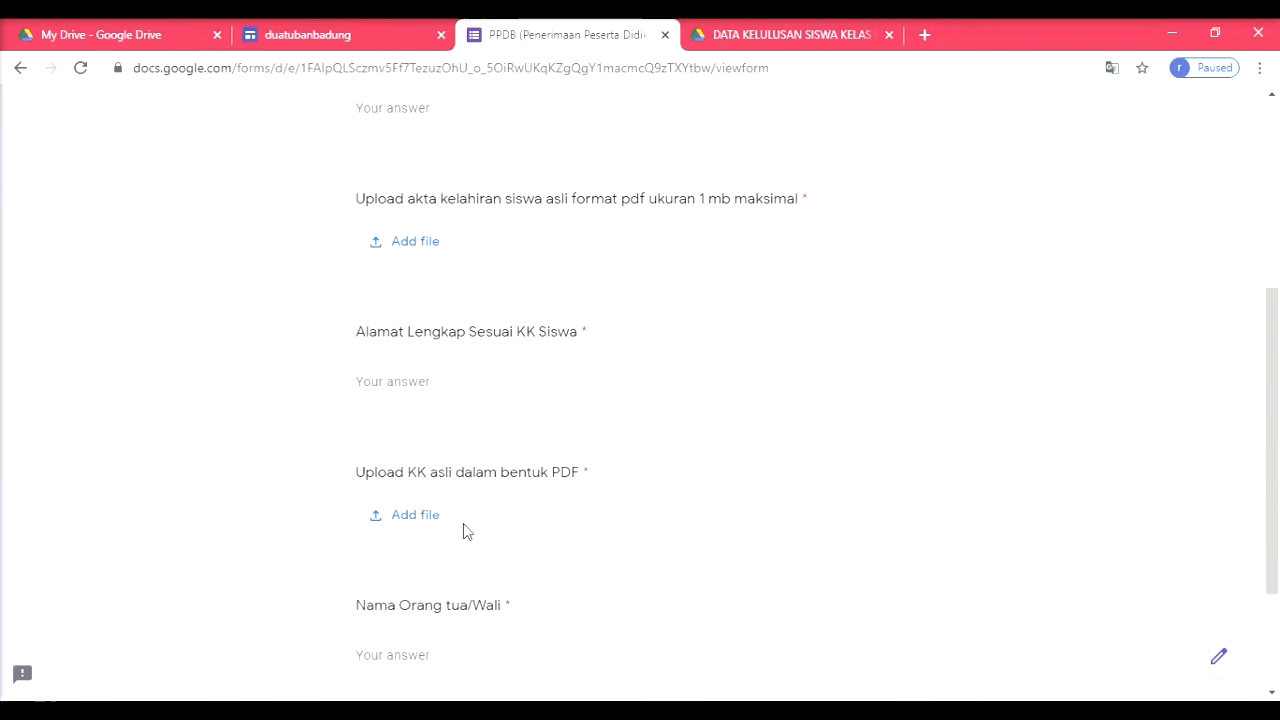 My Drive - Google Drive
duatubanbadung
PPDB (Penerimaan Peserta Didi
DATA KELULUSAN SISWA KELAS
docs.google.com/forms/d/e/1FAIpQLSczmv5Ff7TezuzOhU_o_5OiRwUKqKZgQgY1macmcQ9zTXYtbw/viewform
r
Paused
Your answer
Upload akta kelahiran siswa asli format pdf ukuran 1 mb maksimal *
Add file
Alamat Lengkap Sesuai KK Siswa *
Your answer
Upload KK asli dalam bentuk PDF *
Add file
Nama Orang tua/Wali *
Your answer